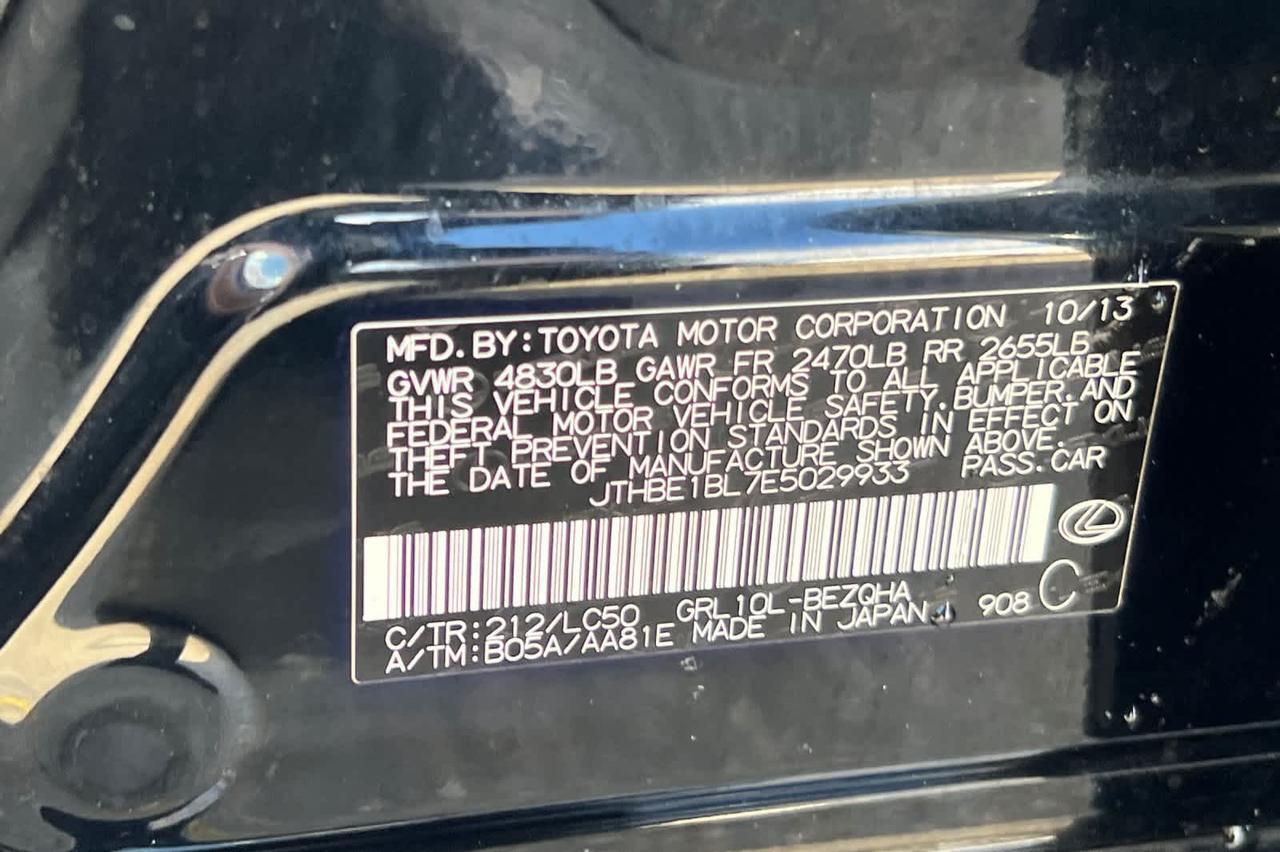 MFD.BY:TOYOTA MOTOR CORPORATION 10/13
GVWR 4830LB GAWR FR 2470LB RR 2655LB
THIS VEHICLE CONFORMS TO ALL APPLICABLE
FEDERAL MOTOR VEHICLE SAFETY,BUMPER,AND
THEFT PREVENTION STANDARDS IN EFFECT ON
THE DATE OF MANUFACTURE SHOWN ABOVE.
JTHBE1BL7E5029933 PASS.CAR
C/TR:212/LC50 GRL10L-BEZQHA
A/TM:B05A/AA81E MADE IN JAPAN 908 C